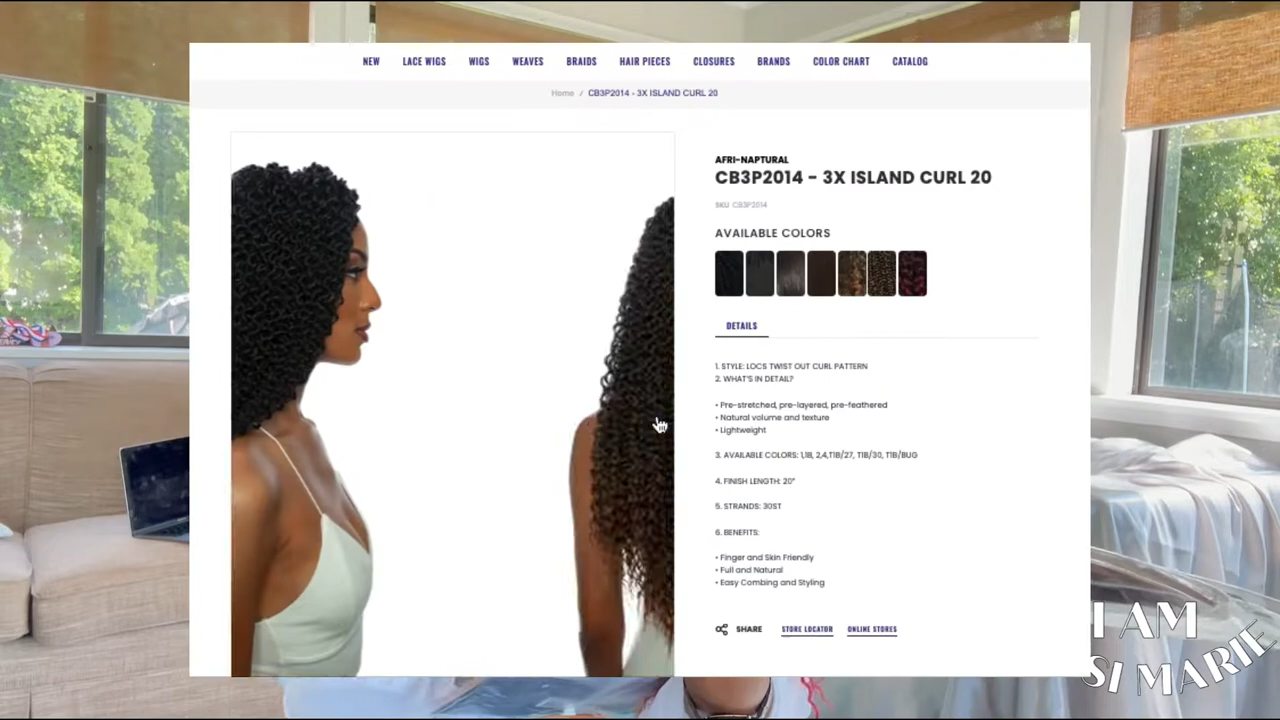 NEW LACE WIGS WIGS WEAVES BRAIDS HAIR PIECES CLOSURES BRANDS COLOR CHART CATALOG
Home / CB3P2014 - 3X ISLAND CURL 20
AFRI-NAPTURAL
CB3P2014 - 3X ISLAND CURL 20
SKU CB3P2014
AVAILABLE COLORS
DETAILS
1. STYLE: LOCS TWIST OUT CURL PATTERN
2. WHAT'S IN DETAIL?
• Pre-stretched, pre-layered, pre-feathered
• Natural volume and texture
• Lightweight
3. AVAILABLE COLORS: 1,1B, 2,4,T1B/27, T1B/30, T1B/BUG
4. FINISH LENGTH: 20"
5. STRANDS: 30ST
6. BENEFITS:
• Finger and Skin Friendly
• Full and Natural
• Easy Combing and Styling
SHARE STORE LOCATOR ONLINE STORES
I AM
SI MARIE